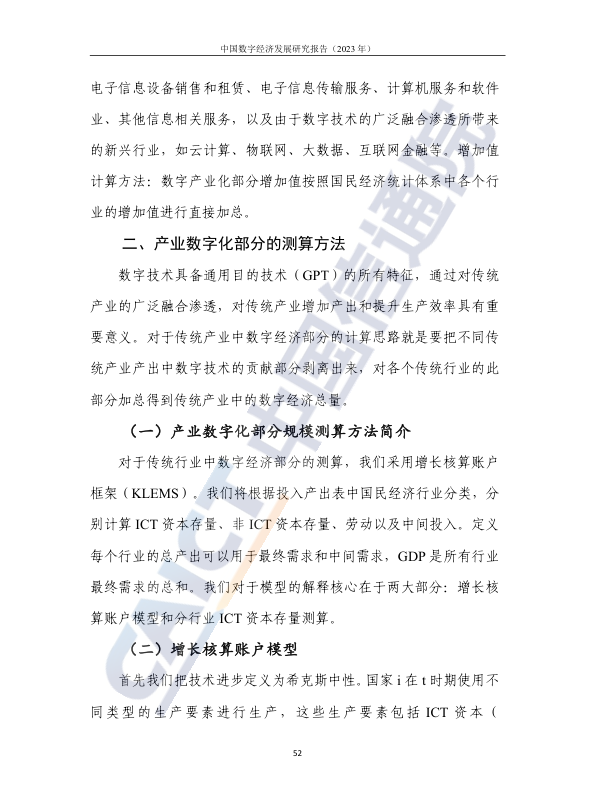 中国数字经济发展研究报告（2023 年）
电子信息设备销售和租赁、电子信息传输服务、计算机服务和软件
业、其他信息相关服务，以及由于数字技术的广泛融合渗透所带来
的新兴行业，如云计算、物联网、大数据、互联网金融等。增加值
计算方法：数字产业化部分增加值按照国民经济统计体系中各个行
业的增加值进行直接加总。
二、产业数字化部分的测算方法
数字技术具备通用目的技术（GPT）的所有特征，通过对传统
产业的广泛融合渗透，对传统产业增加产出和提升生产效率具有重
要意义。对于传统产业中数字经济部分的计算思路就是要把不同传
统产业产出中数字技术的贡献部分剥离出来，对各个传统行业的此
部分加总得到传统产业中的数字经济总量。
（一）产业数字化部分规模测算方法简介
对于传统行业中数字经济部分的测算，我们采用增长核算账户
框架（KLEMS）。我们将根据投入产出表中国民经济行业分类，分
别计算 ICT 资本存量、非 ICT 资本存量、劳动以及中间投入。定义
每个行业的总产出可以用于最终需求和中间需求，GDP 是所有行业
最终需求的总和。我们对于模型的解释核心在于两大部分：增长核
算账户模型和分行业 ICT 资本存量测算。
（二）增长核算账户模型
首先我们把技术进步定义为希克斯中性。国家 i 在 t 时期使用不
同类型的生产要素进行生产，这些生产要素包括 ICT 资本（
52
CAICT 中国信通院